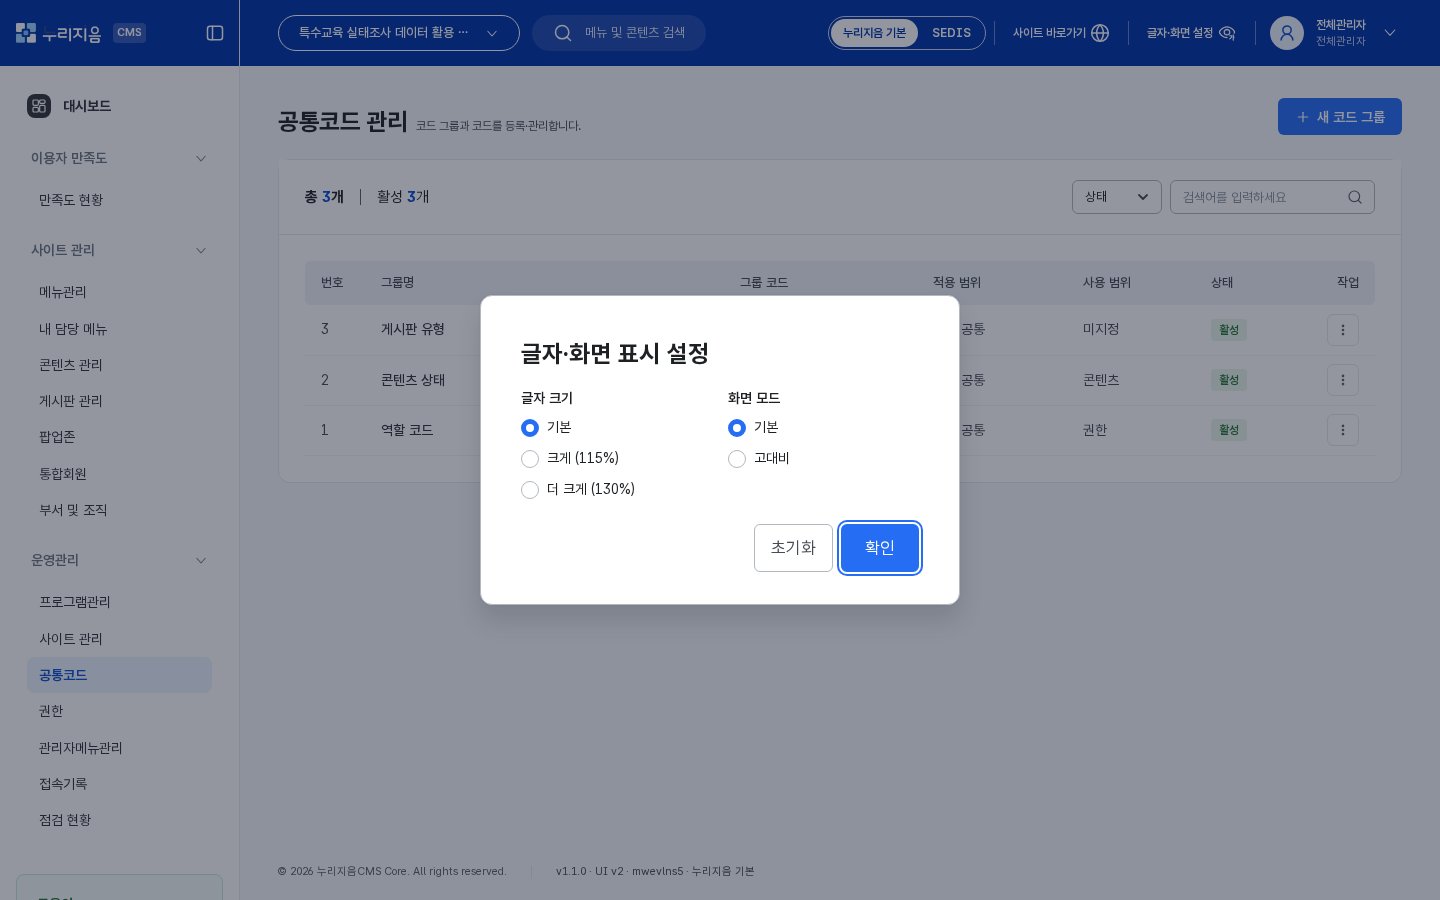 누리지음 CMS
특수교육 실태조사 데이터 활용 ···
메뉴 및 콘텐츠 검색
누리지음 기본
SEDIS
사이트 바로가기
글자·화면 설정
전체관리자
전체관리자
대시보드
이용자 만족도
만족도 현황
사이트 관리
메뉴관리
내 담당 메뉴
콘텐츠 관리
게시판 관리
팝업존
통합회원
부서 및 조직
운영관리
프로그램관리
사이트 관리
공통코드
권한
관리자메뉴관리
접속기록
점검 현황
공통코드 관리 코드 그룹과 코드를 등록·관리합니다.
새 코드 그룹
총 3개 활성 3개
상태
검색어를 입력하세요
번호 그룹명 그룹 코드 적용 범위 사용 범위 상태 작업
3 게시판 유형 공통 미지정 활성
2 콘텐츠 상태 공통 콘텐츠 활성
1 역할 코드 공통 권한 활성
글자·화면 표시 설정
글자 크기
기본
크게 (115%)
더 크게 (130%)
화면 모드
기본
고대비
초기화
확인
© 2026 누리지음CMS Core. All rights reserved.
v1.1.0 · UI v2 · mwevlns5 · 누리지음 기본